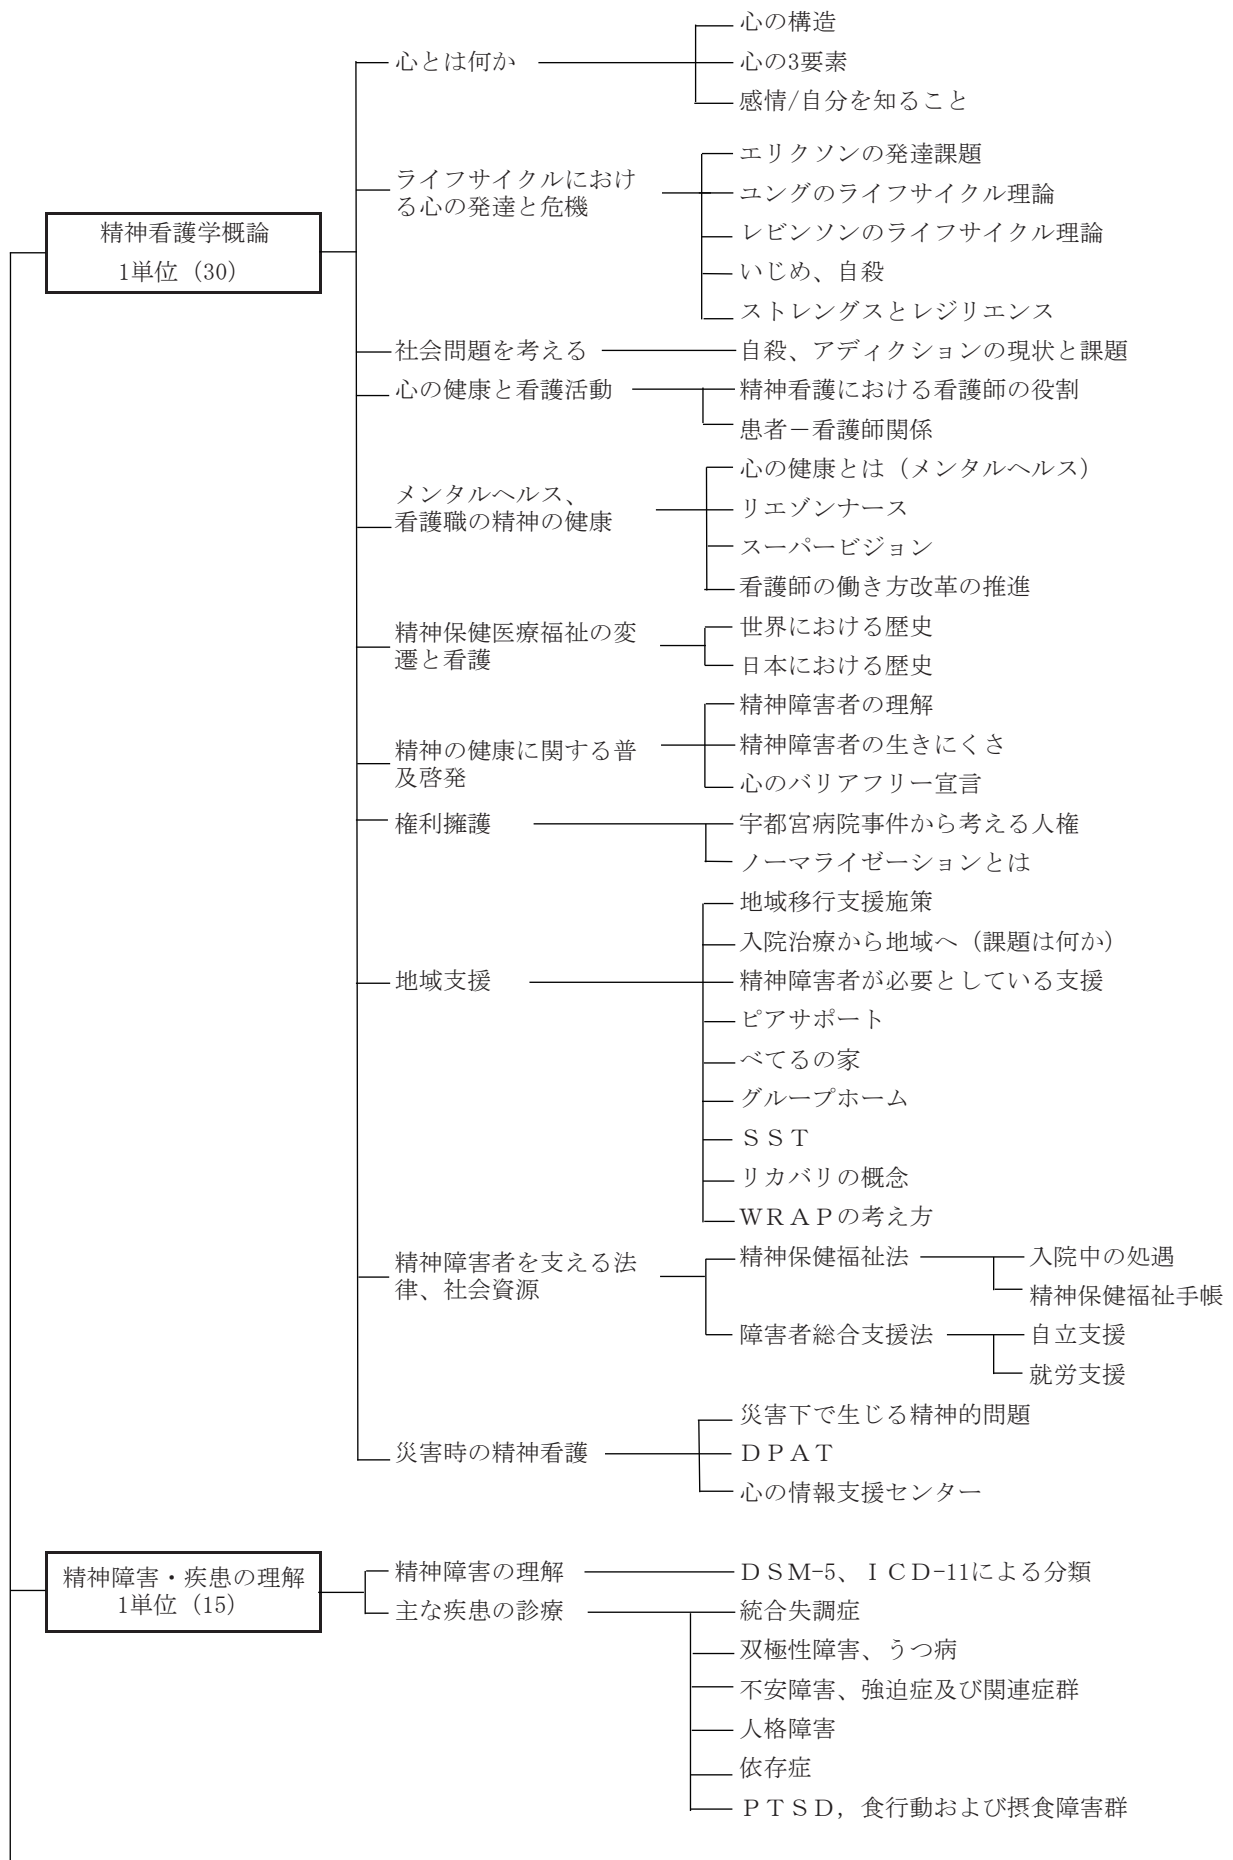 心の構造
心とは何か
心の3要素
感情/自分を知ること
エリクソンの発達課題
ライフサイクルにおけ
る心の発達と危機
ユングのライフサイクル理論
レビンソンのライフサイクル理論
いじめ、自殺
ストレングスとレジリエンス
精神看護学概論
1単位（30）
社会問題を考える
自殺、アディクションの現状と課題
心の健康と看護活動
精神看護における看護師の役割
患者－看護師関係
心の健康とは（メンタルヘルス）
メンタルヘルス、
看護職の精神の健康
リエゾンナース
スーパービジョン
看護師の働き方改革の推進
精神保健医療福祉の変
遷と看護
世界における歴史
日本における歴史
精神障害者の理解
精神の健康に関する普
及啓発
精神障害者の生きにくさ
心のバリアフリー宣言
権利擁護
宇都宮病院事件から考える人権
ノーマライゼーションとは
地域移行支援施策
入院治療から地域へ（課題は何か）
地域支援
精神障害者が必要としている支援
ピアサポート
べてるの家
グループホーム
ＳＳＴ
リカバリの概念
ＷＲＡＰの考え方
精神障害者を支える法
律、社会資源
精神保健福祉法
入院中の処遇
精神保健福祉手帳
障害者総合支援法
自立支援
就労支援
災害下で生じる精神的問題
災害時の精神看護
ＤＰＡＴ
心の情報支援センター
精神障害・疾患の理解
1単位（15）
精神障害の理解
ＤＳＭ-5、ＩＣＤ-11による分類
主な疾患の診療
統合失調症
双極性障害、うつ病
不安障害、強迫症及び関連症群
人格障害
依存症
ＰＴＳＤ，食行動および摂食障害群